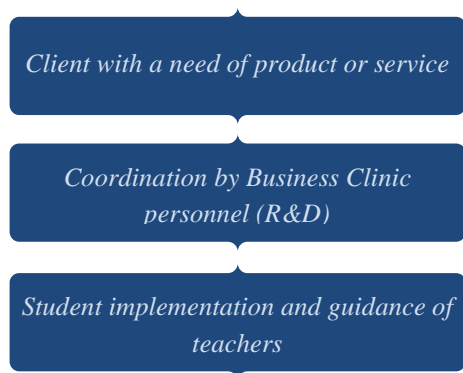 Client with a need of product or service
Coordination by Business Clinic
personnel (R&D)
Student implementation and guidance of
teachers